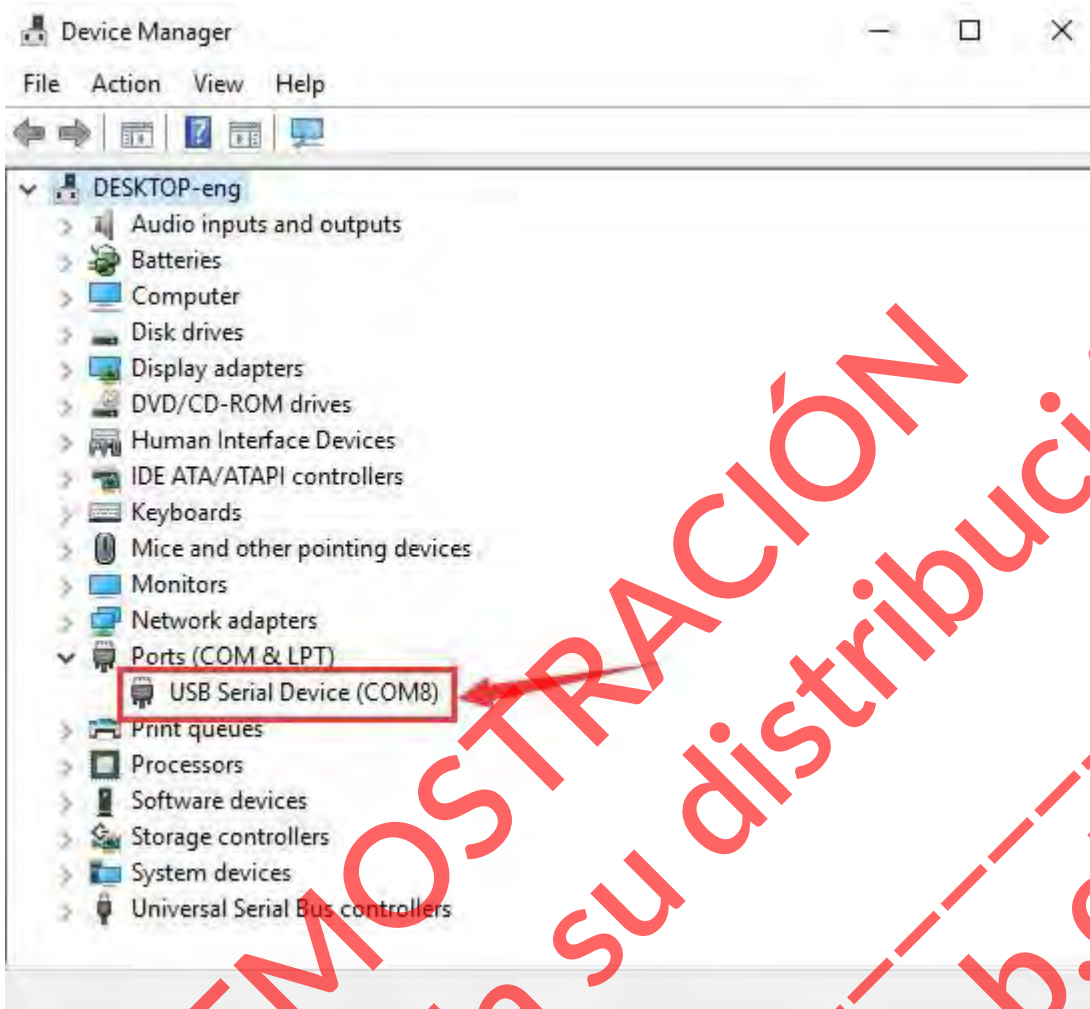 Device Manager
File Action View Help
DESKTOP-eng
Audio inputs and outputs
Batteries
Computer
Disk drives
Display adapters
DVD/CD-ROM drives
Human Interface Devices
IDE ATA/ATAPI controllers
Keyboards
Mice and other pointing devices
Monitors
Network adapters
Ports (COM & LPT)
USB Serial Device (COM8)
Print queues
Processors
Software devices
Storage controllers
System devices
Universal Serial Bus controllers
EMOSTRACIÓN
su distribuci